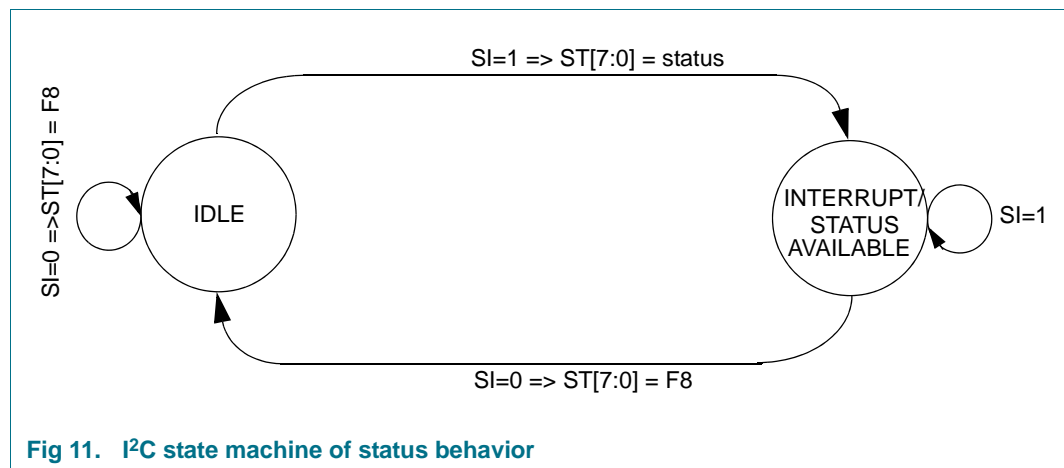 SI=1 => ST[7:0] = status
SI=0 =>ST[7:0] = F8
IDLE
INTERRUPT/
STATUS
AVAILABLE
SI=1
SI=0 => ST[7:0] = F8
Fig 11. I²C state machine of status behavior